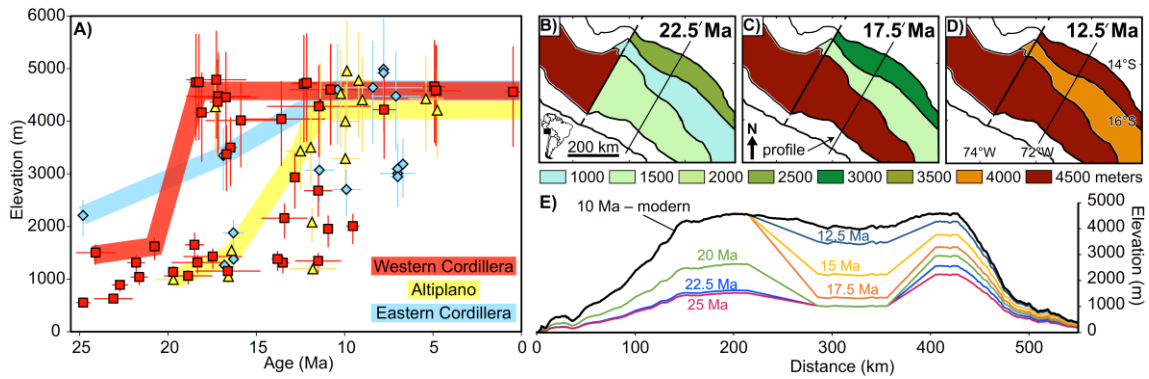 A)
6000
5000
4000
3000
2000
1000
0
Elevation (m)
25
20
15
10
5
0
Age (Ma)
Western Cordillera
Altiplano
Eastern Cordillera
B)
22.5 Ma
200 km
C)
17.5 Ma
N
profile
D)
12.5 Ma
14°S
16°S
74°W
72°W
1000
1500
2000
2500
3000
3500
4000
4500 meters
E)
10 Ma – modern
12.5 Ma
15 Ma
17.5 Ma
20 Ma
22.5 Ma
25 Ma
5000
4000
3000
2000
1000
0
Elevation (m)
0
100
200
300
400
500
Distance (km)